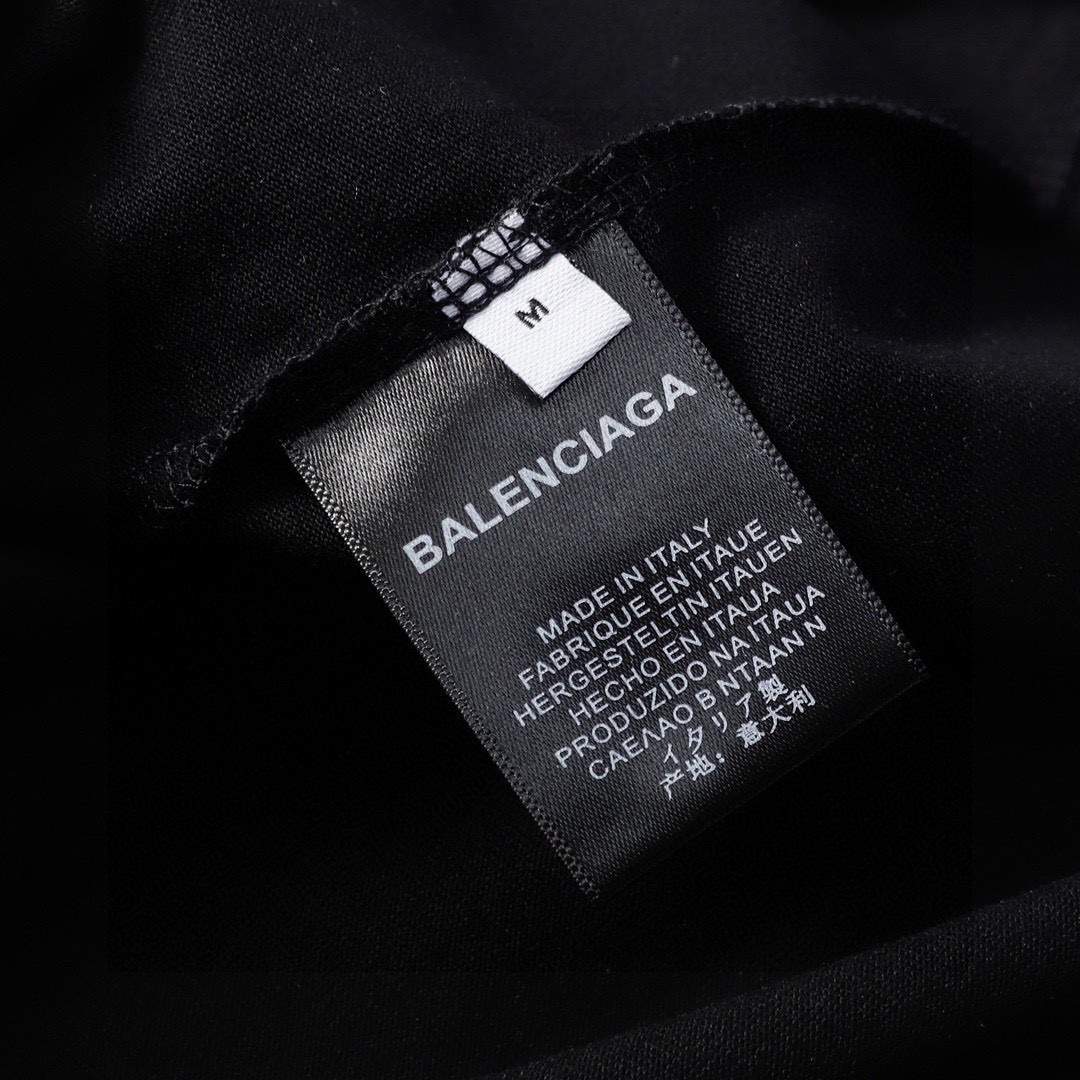 M
BALENCIAGA
MADE IN ITALY
FABRIQUE EN ITAUE
HERGESTELTIN ITAUEN
HECHO EN ITAUA
PRODUZIDO NA ITAUA
CAEΛAO B NTAAN N
イタリア製
产地：意大利